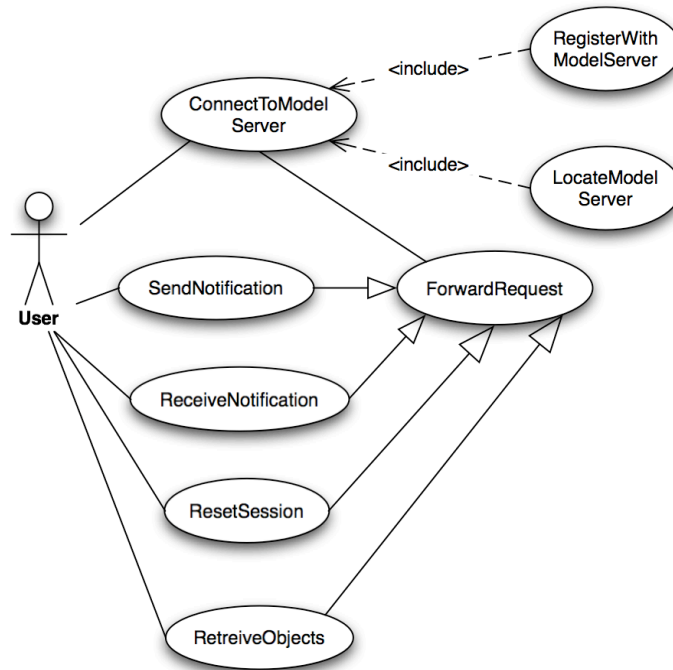 RegisterWith
ModelServer
<include>
ConnectToModel
Server
<include>
LocateModel
Server
SendNotification
ForwardRequest
User
ReceiveNotification
ResetSession
RetreiveObjects